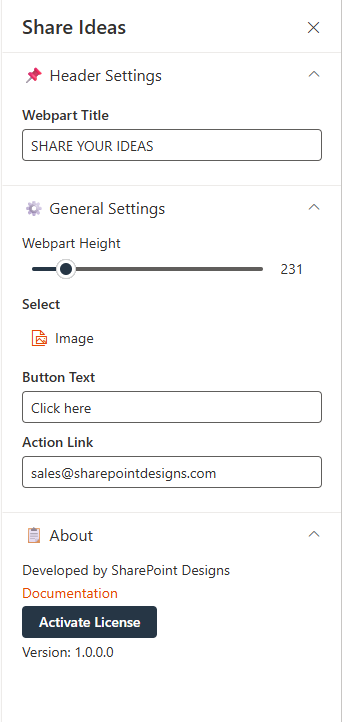 Share Ideas
Header Settings
Webpart Title
SHARE YOUR IDEAS
General Settings
Webpart Height
231
Select
Image
Button Text
Click here
Action Link
sales@sharepointdesigns.com
About
Developed by SharePoint Designs
Documentation
Activate License
Version: 1.0.0.0